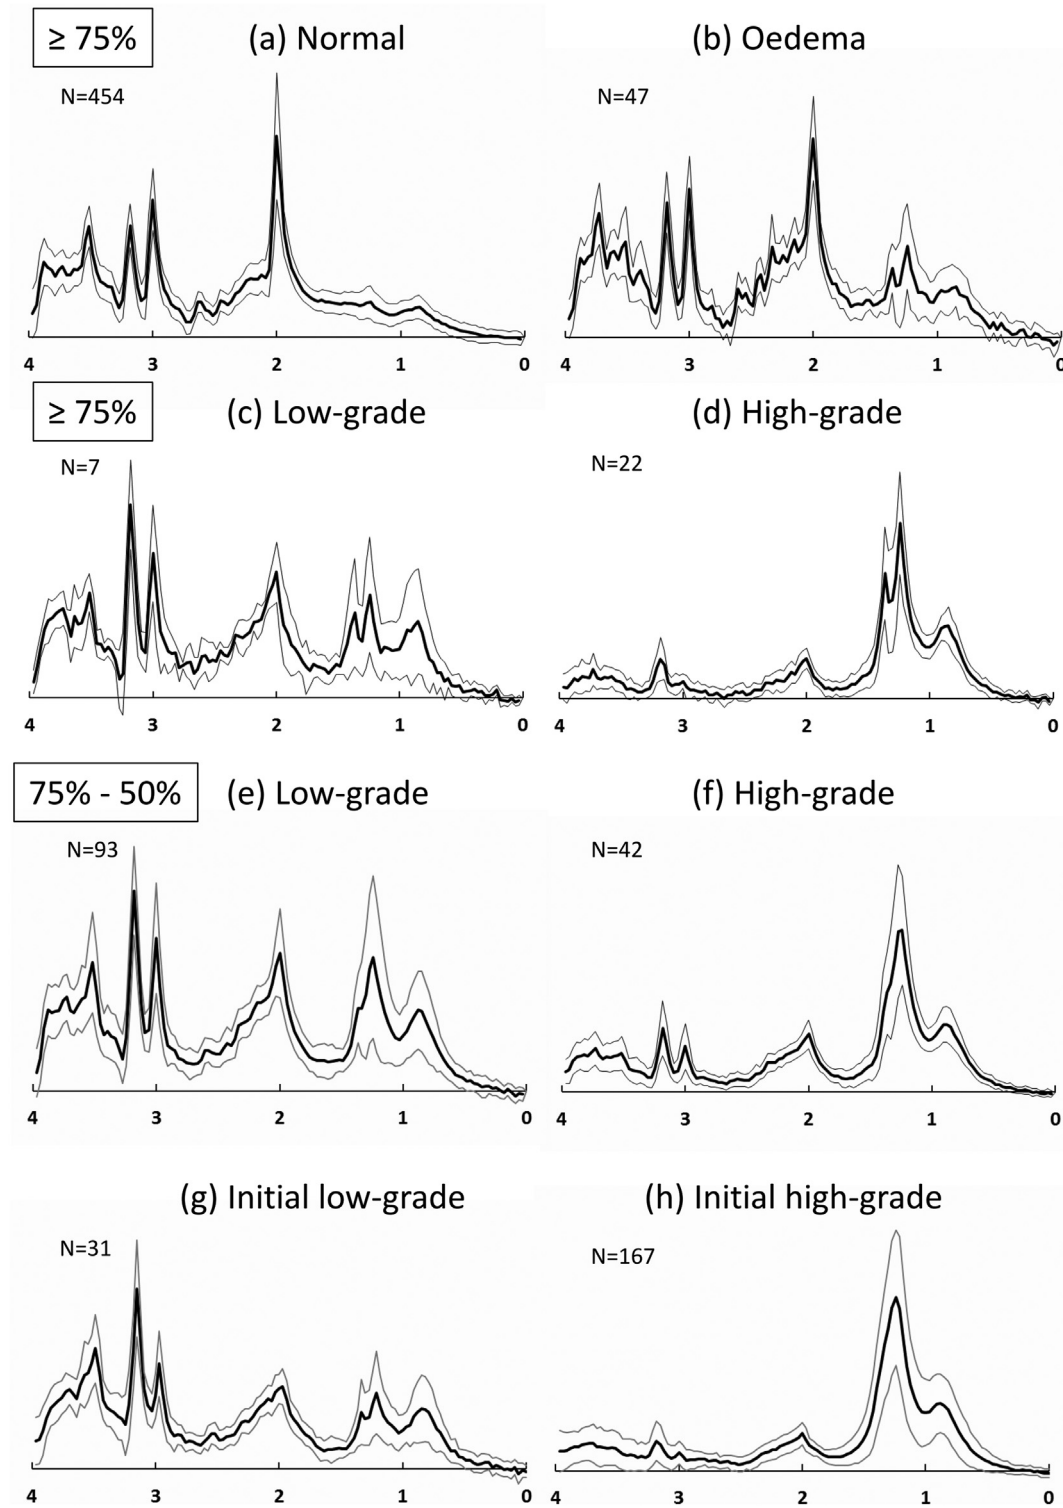 ≥ 75% (a) Normal (b) Oedema
N=454 N=47
4 3 2 1 0 4 3 2 1 0
≥ 75% (c) Low-grade (d) High-grade
N=7 N=22
4 3 2 1 0 4 3 2 1 0
75% - 50% (e) Low-grade (f) High-grade
N=93 N=42
4 3 2 1 0 4 3 2 1 0
(g) Initial low-grade (h) Initial high-grade
N=31 N=167
4 3 2 1 0 4 3 2 1 0